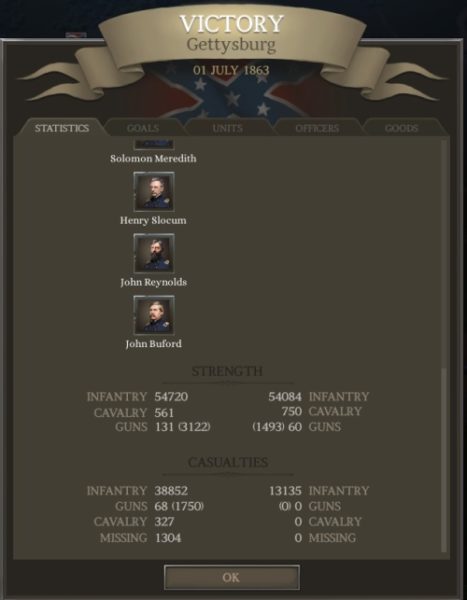 VICTORY
Gettysburg
01 JULY 1863
STATISTICS GOALS UNITS OFFICERS GOODS
Solomon Meredith
Henry Slocum
John Reynolds
John Buford
STRENGTH
INFANTRY 54720 54084 INFANTRY
CAVALRY 561 750 CAVALRY
GUNS 131 (3122) (1493) 60 GUNS
CASUALTIES
INFANTRY 38852 13135 INFANTRY
GUNS 68 (1750) (0) 0 GUNS
CAVALRY 327 0 CAVALRY
MISSING 1304 0 MISSING
OK